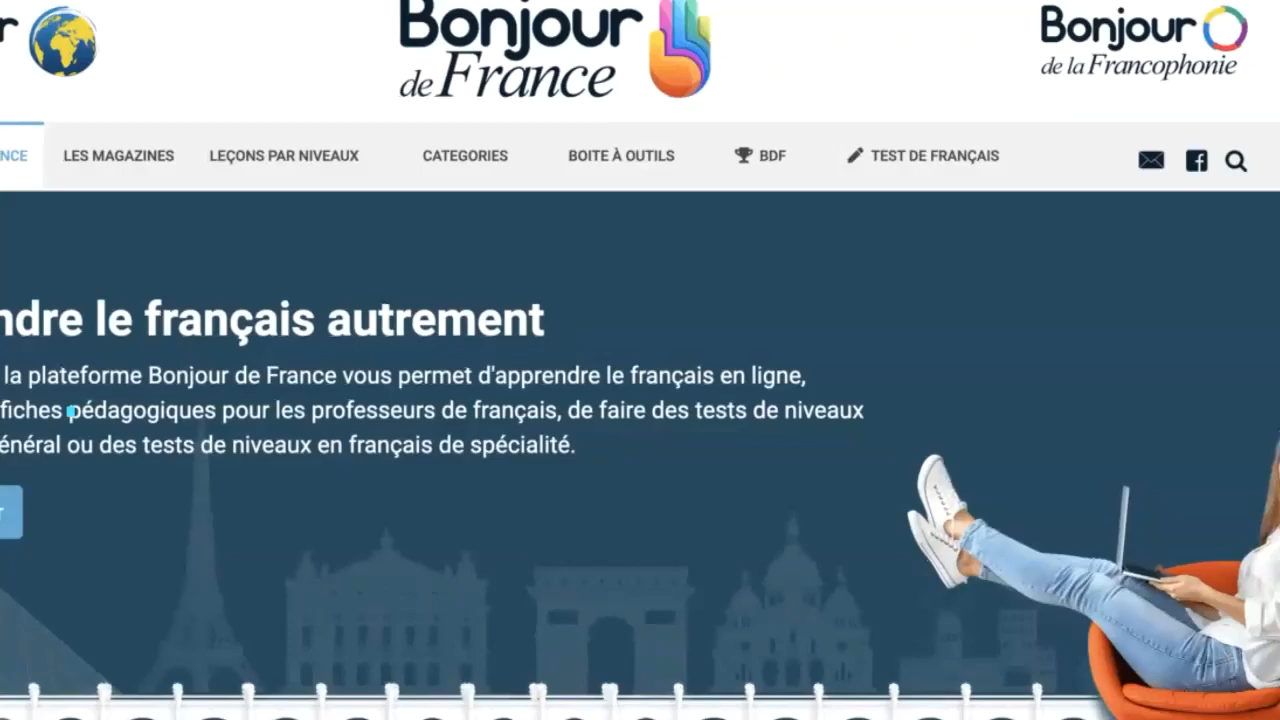 Bonjour
de France
Bonjour
de la Francophonie
NCE
LES MAGAZINES
LEÇONS PAR NIVEAUX
CATEGORIES
BOITE À OUTILS
BDF
TEST DE FRANÇAIS
ndre le français autrement
la plateforme Bonjour de France vous permet d'apprendre le français en ligne,
fiches pédagogiques pour les professeurs de français, de faire des tests de niveaux
énéral ou des tests de niveaux en français de spécialité.